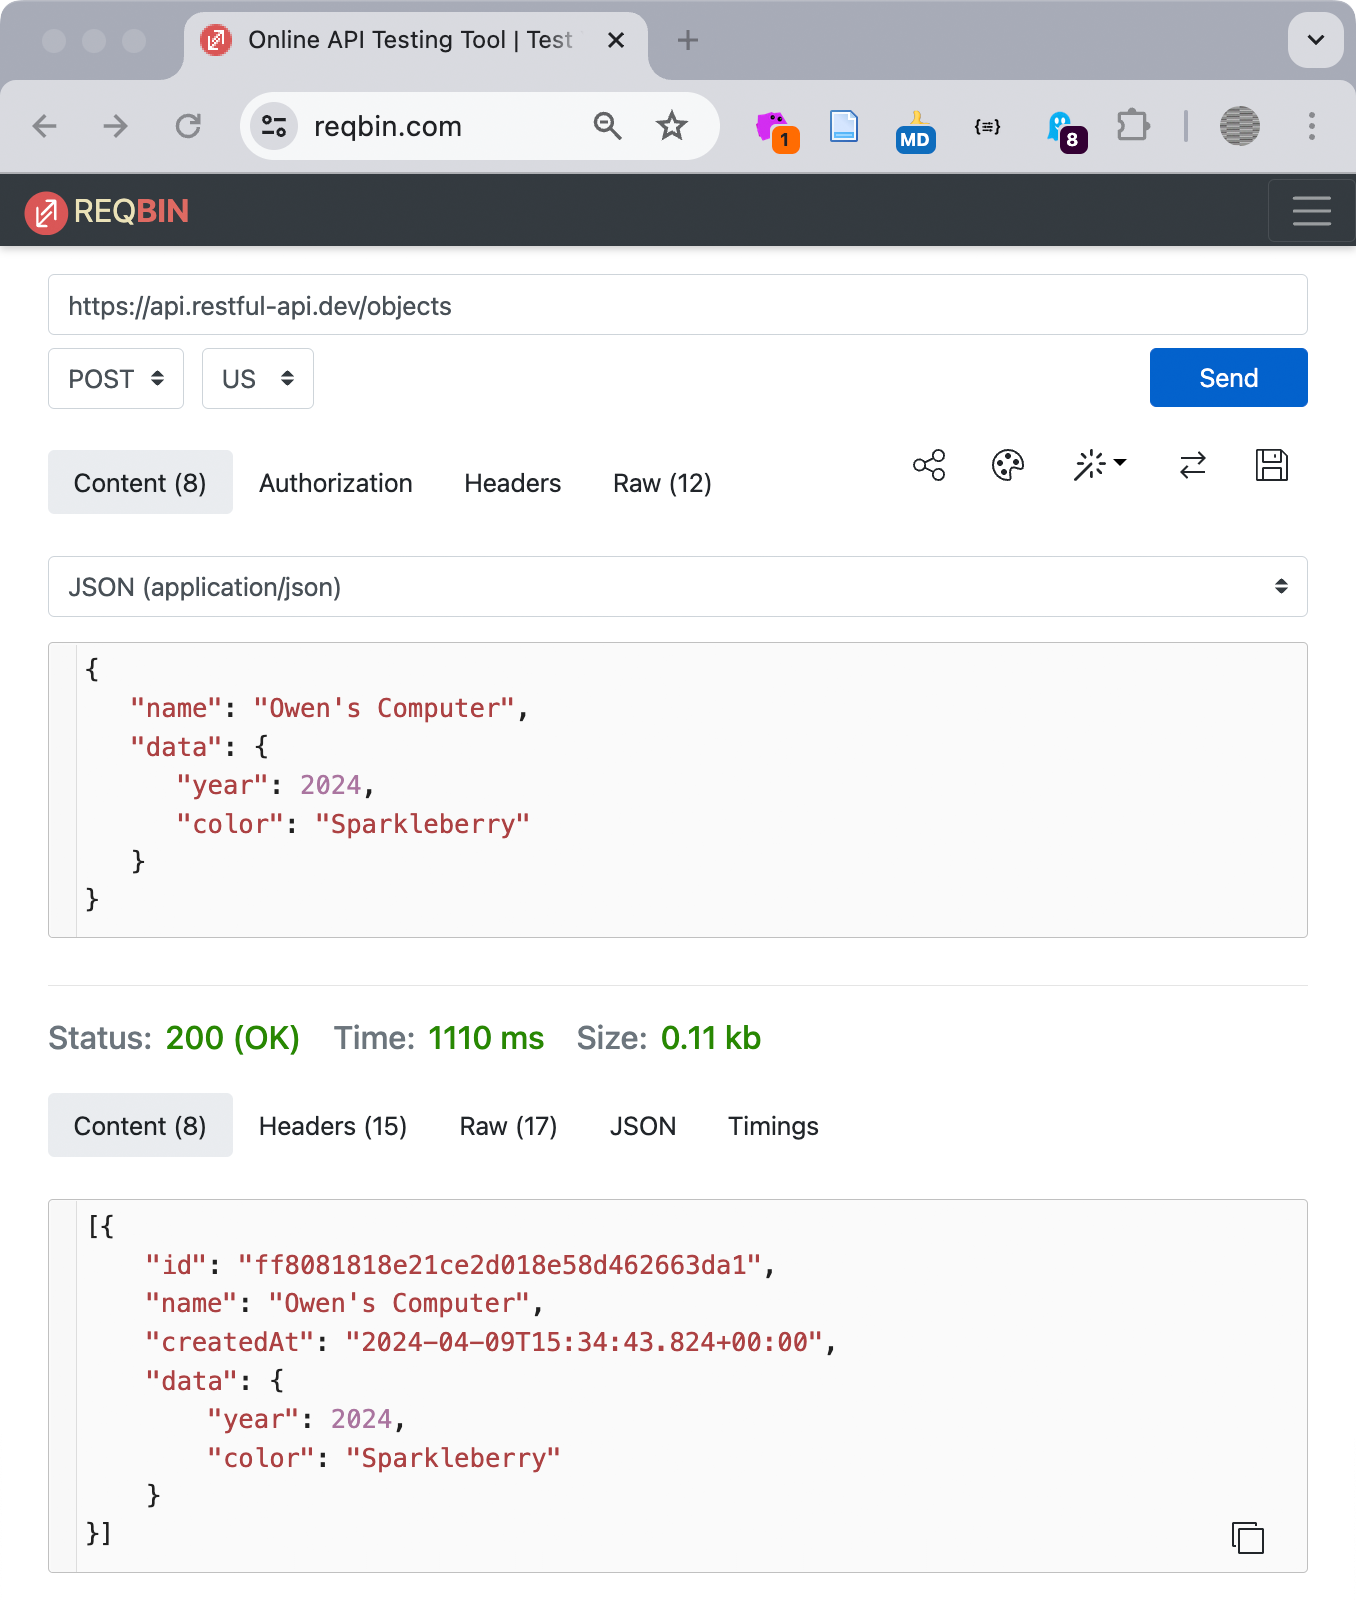 Online API Testing Tool | Test
reqbin.com
1
MD
{≡}
8
REQBIN
https://api.restful-api.dev/objects
POST
US
Send
Content (8)
Authorization
Headers
Raw (12)
JSON (application/json)
{
"name": "Owen's Computer",
"data": {
"year": 2024,
"color": "Sparkleberry"
}
}
Status: 200 (OK) Time: 1110 ms Size: 0.11 kb
Content (8)
Headers (15)
Raw (17)
JSON
Timings
[{
"id": "ff8081818e21ce2d018e58d462663da1",
"name": "Owen's Computer",
"createdAt": "2024-04-09T15:34:43.824+00:00",
"data": {
"year": 2024,
"color": "Sparkleberry"
}
}]